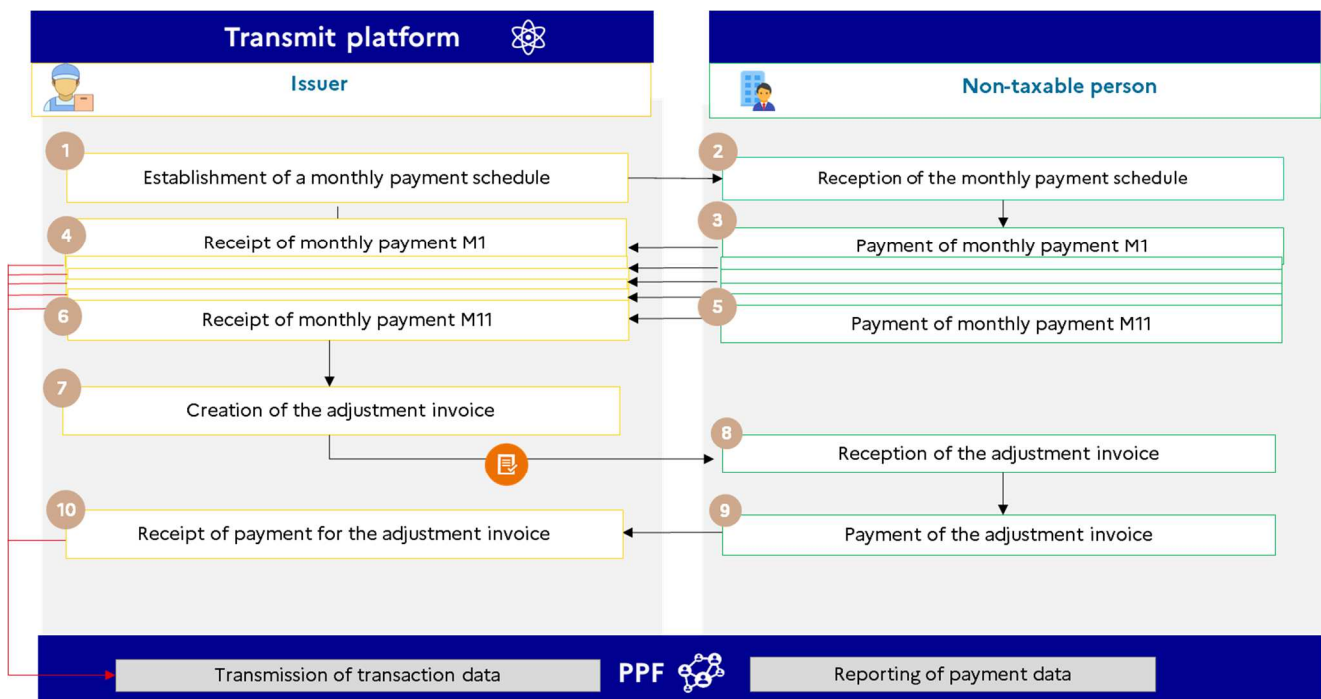 Transmit platform
Issuer
Non-taxable person
1
Establishment of a monthly payment schedule
2
Reception of the monthly payment schedule
4
Receipt of monthly payment M1
3
Payment of monthly payment M1
6
Receipt of monthly payment M11
5
Payment of monthly payment M11
7
Creation of the adjustment invoice
8
Reception of the adjustment invoice
10
Receipt of payment for the adjustment invoice
9
Payment of the adjustment invoice
Transmission of transaction data
PPF
Reporting of payment data